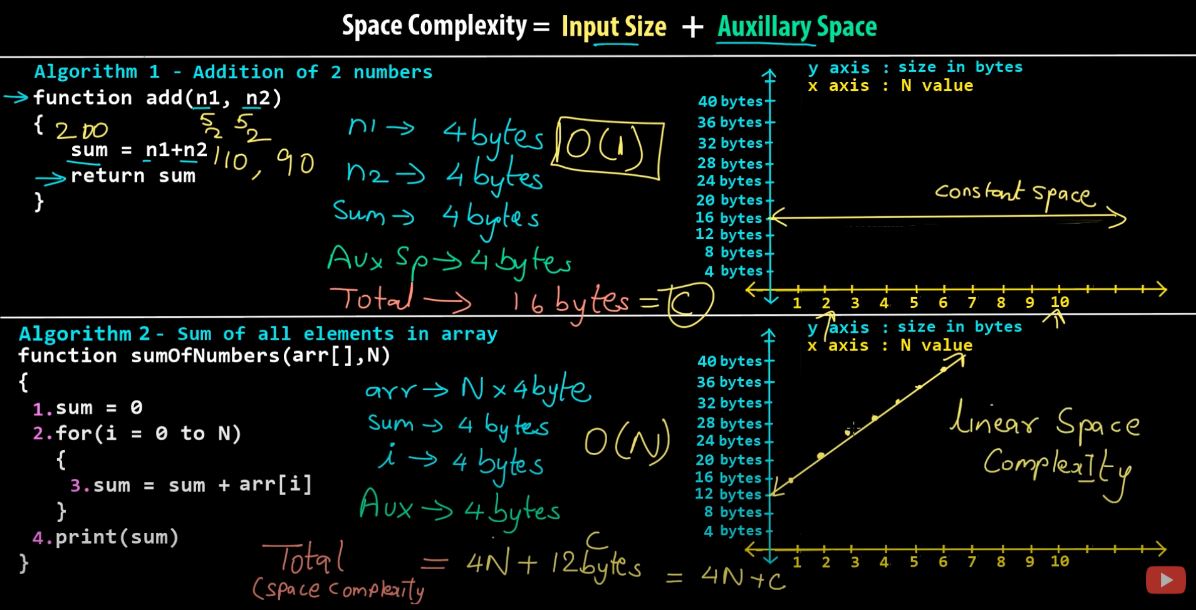 Space Complexity = Input Size + Auxillary Space
Algorithm 1 - Addition of 2 numbers
function add(n1, n2)
{ 200 5 5
2 2
sum = n1+n2 110, 90
return sum
}
n1 → 4 bytes
n2 → 4 bytes
Sum → 4 bytes
Aux Sp → 4 bytes
Total → 16 bytes = C
O(1)
y axis : size in bytes
x axis : N value
40 bytes
36 bytes
32 bytes
28 bytes
24 bytes
20 bytes
16 bytes
12 bytes
8 bytes
4 bytes
constant space
1 2 3 4 5 6 7 8 9 10
Algorithm 2 - Sum of all elements in array
function sumOfNumbers(arr[],N)
{
1.sum = 0
2.for(i = 0 to N)
{
3.sum = sum + arr[i]
}
4.print(sum)
}
arr → N x 4 byte
Sum → 4 bytes
i → 4 bytes
Aux → 4 bytes
O(N)
C
Total = 4N + 12 bytes = 4N + C
(space complexity
y axis : size in bytes
x axis : N value
40 bytes
36 bytes
32 bytes
28 bytes
24 bytes
20 bytes
16 bytes
12 bytes
8 bytes
4 bytes
Linear Space
Complexity
1 2 3 4 5 6 7 8 9 10